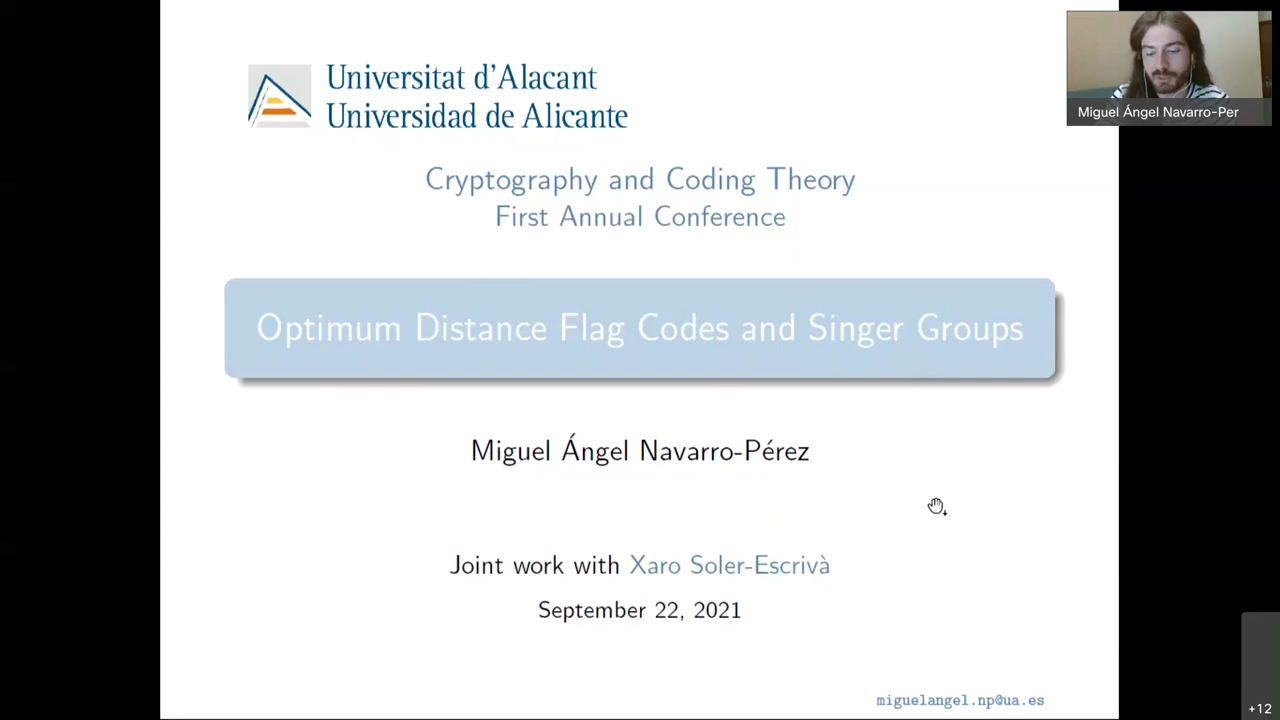 Universitat d'Alacant
Universidad de Alicante
Miguel Ángel Navarro-Per
Cryptography and Coding Theory
First Annual Conference
Optimum Distance Flag Codes and Singer Groups
Miguel Ángel Navarro-Pérez
Joint work with Xaro Soler-Escrivà
September 22, 2021
miguelangel.np@ua.es
+12